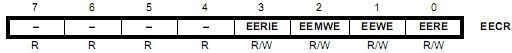 7 6 5 4 3 2 1 0
– – – – EERIE EEMWE EEWE EERE EECR
R R R R R/W R/W R/W R/W